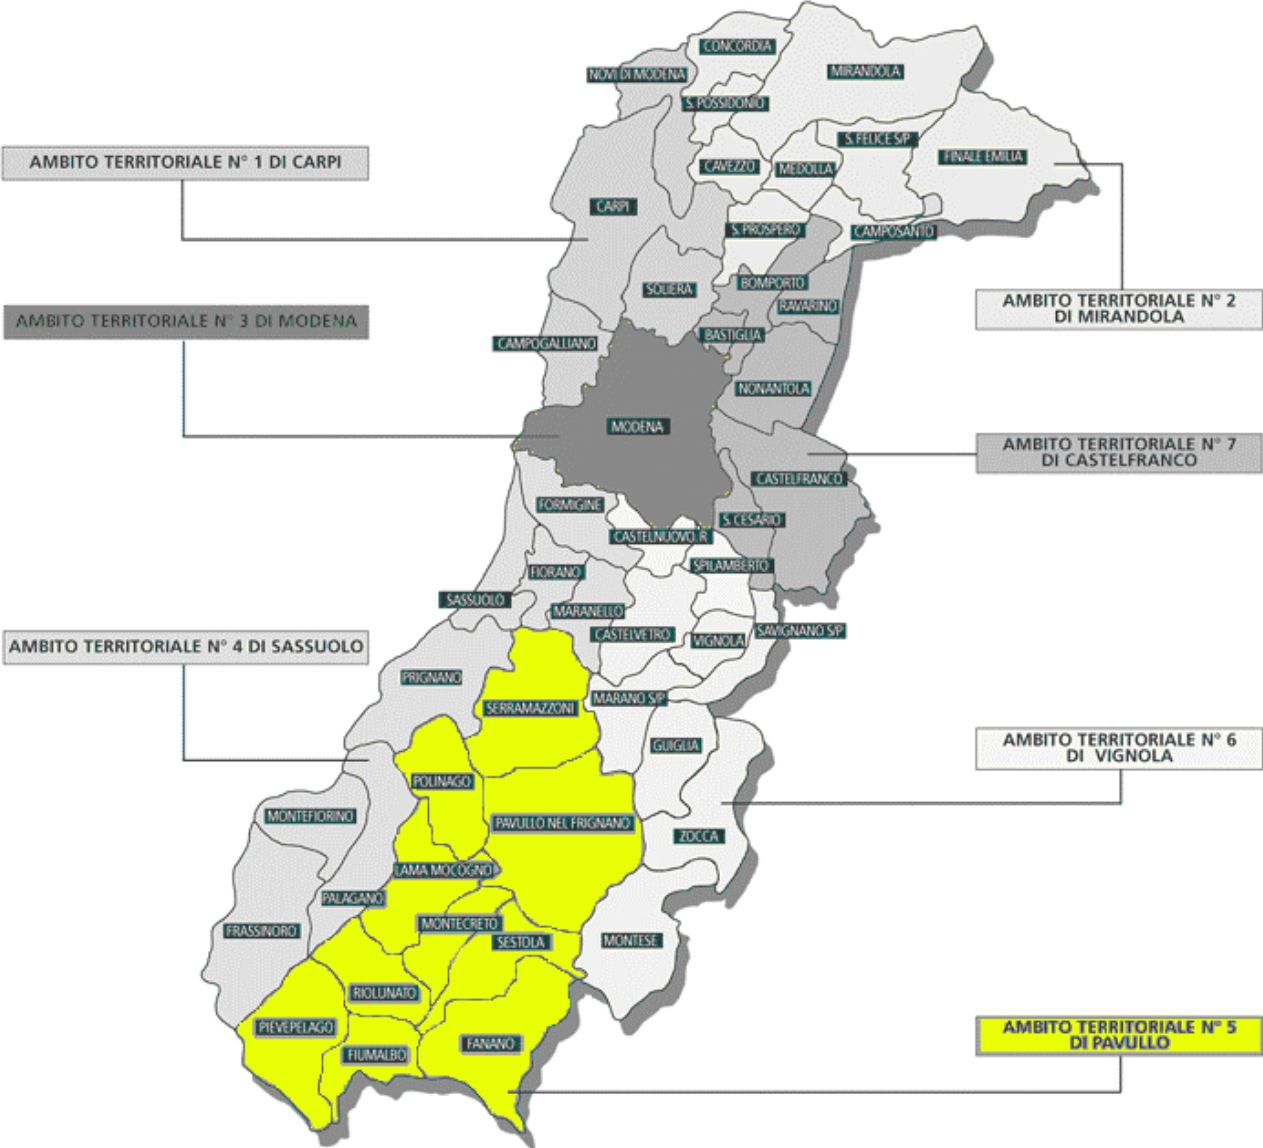 CONCORDIA
NOVI DI MODENA
MIRANDOLA
S. POSSIDONIO
S. FELICE S/P
AMBITO TERRITORIALE N° 1 DI CARPI
CAVEZZO
MEDOLLA
FINALE EMILIA
CARPI
S. PROSPERO
CAMPOSANTO
SOLIERA
BOMPORTO
RAVARINO
AMBITO TERRITORIALE N° 2
DI MIRANDOLA
AMBITO TERRITORIALE N° 3 DI MODENA
BASTIGLIA
CAMPOGALLIANO
NONANTOLA
MODENA
AMBITO TERRITORIALE N° 7
DI CASTELFRANCO
CASTELFRANCO
FORMIGINE
S. CESARIO
CASTELNUOVO. R
SPILAMBERTO
FIORANO
SASSUOLO
MARANELLO
CASTELVETRO
VIGNOLA
SAVIGNANO S/P
AMBITO TERRITORIALE N° 4 DI SASSUOLO
PRIGNANO
MARANO S/P
SERRAMAZZONI
GUIGLIA
AMBITO TERRITORIALE N° 6
DI VIGNOLA
POLINAGO
MONTEFIORINO
PAVULLO NEL FRIGNANO
ZOCCA
LAMA MOCOGNO
PALAGANO
MONTECRETO
FRASSINORO
SESTOLA
MONTESE
RIOLUNATO
PIEVEPELAGO
FIUMALBO
FANANO
AMBITO TERRITORIALE N° 5
DI PAVULLO